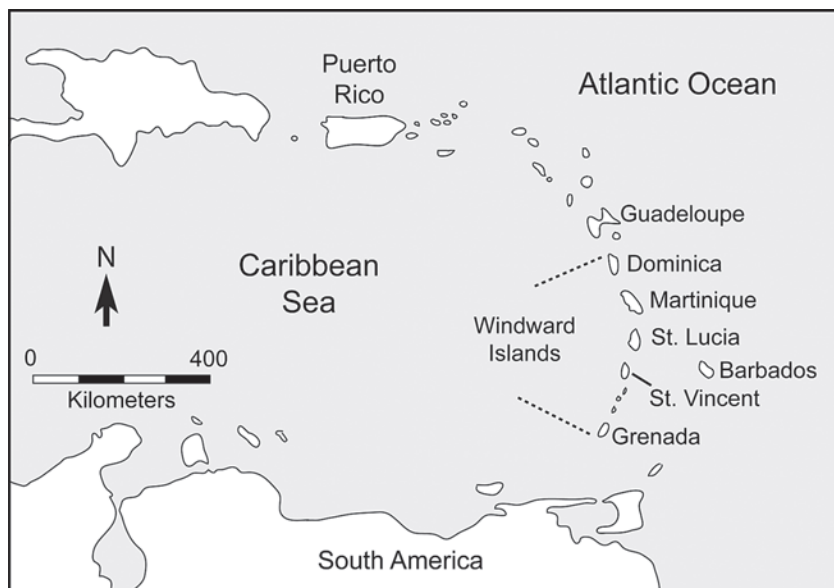 Puerto
Rico
Atlantic Ocean
Guadeloupe
N
Caribbean
Sea
Dominica
Martinique
Windward
Islands
St. Lucia
0 400
Kilometers
Barbados
St. Vincent
Grenada
South America